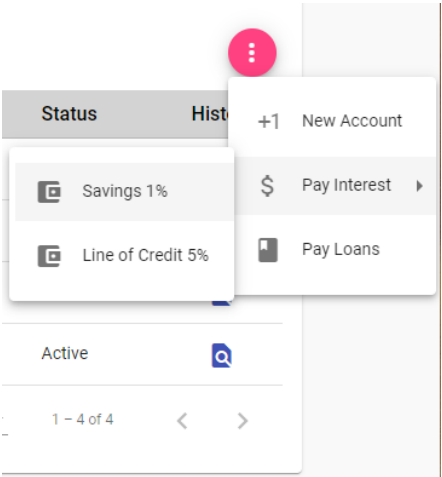 Status
Hist
+1 New Account
Savings 1%
$ Pay Interest
Line of Credit 5%
Pay Loans
Active
1 – 4 of 4